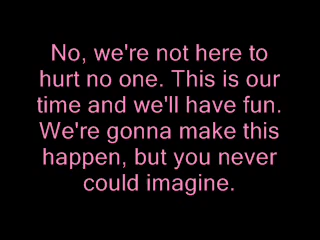 No, we're not here to
hurt no one. This is our
time and we'll have fun.
We're gonna make this
happen, but you never
could imagine.